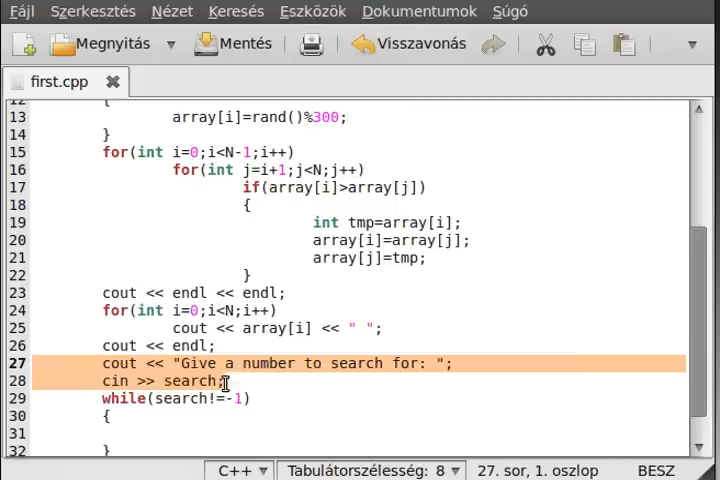 Fájl Szerkesztés Nézet Keresés Eszközök Dokumentumok Súgó
Megnyitás Mentés Visszavonás
first.cpp
12 {
13 array[i]=rand()%300;
14 }
15 for(int i=0;i<N-1;i++)
16 for(int j=i+1;j<N;j++)
17 if(array[i]>array[j])
18 {
19 int tmp=array[i];
20 array[i]=array[j];
21 array[j]=tmp;
22 }
23 cout << endl << endl;
24 for(int i=0;i<N;i++)
25 cout << array[i] << " ";
26 cout << endl;
27 cout << "Give a number to search for: ";
28 cin >> search;
29 while(search!=-1)
30 {
31
32 }
C++ Tabulátorszélesség: 8 27. sor, 1. oszlop BESZ